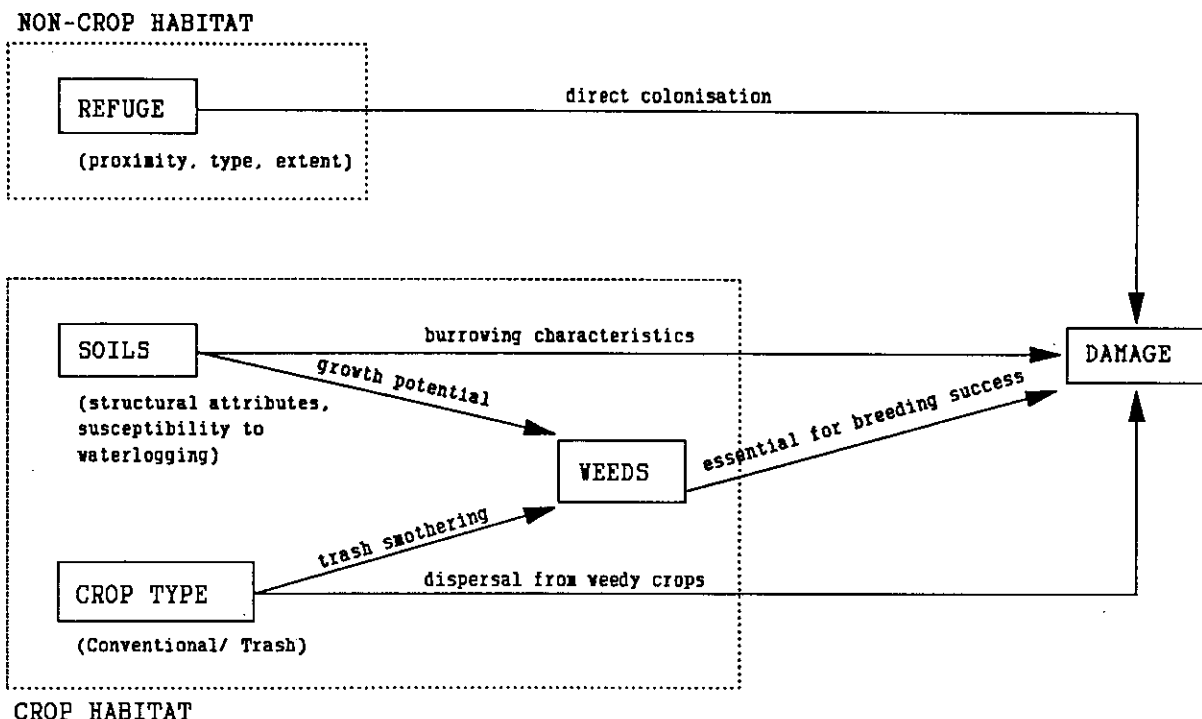 NON-CROP HABITAT
REFUGE
direct colonisation
(proximity, type, extent)
SOILS
burrowing characteristics
DAMAGE
growth potential
(structural attributes,
susceptibility to
waterlogging)
essential for breeding success
WEEDS
trash smothering
CROP TYPE
dispersal from weedy crops
(Conventional/ Trash)
CROP HABITAT